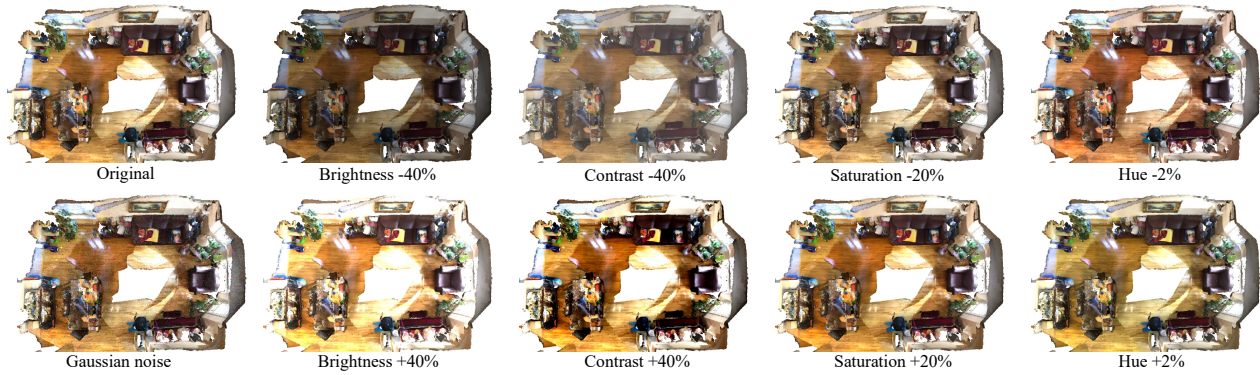 Original
Brightness -40%
Contrast -40%
Saturation -20%
Hue -2%
Gaussian noise
Brightness +40%
Contrast +40%
Saturation +20%
Hue +2%